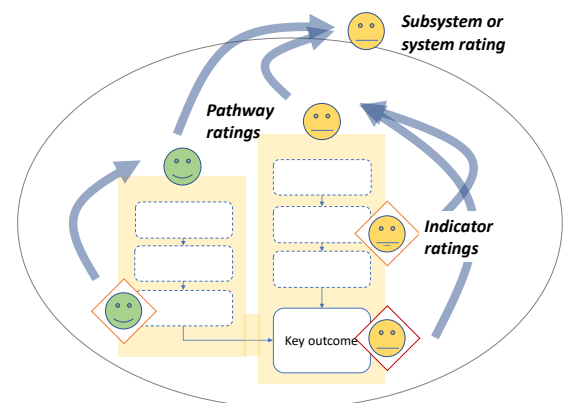 Subsystem or
system rating
Pathway
ratings
Indicator
ratings
Key outcome